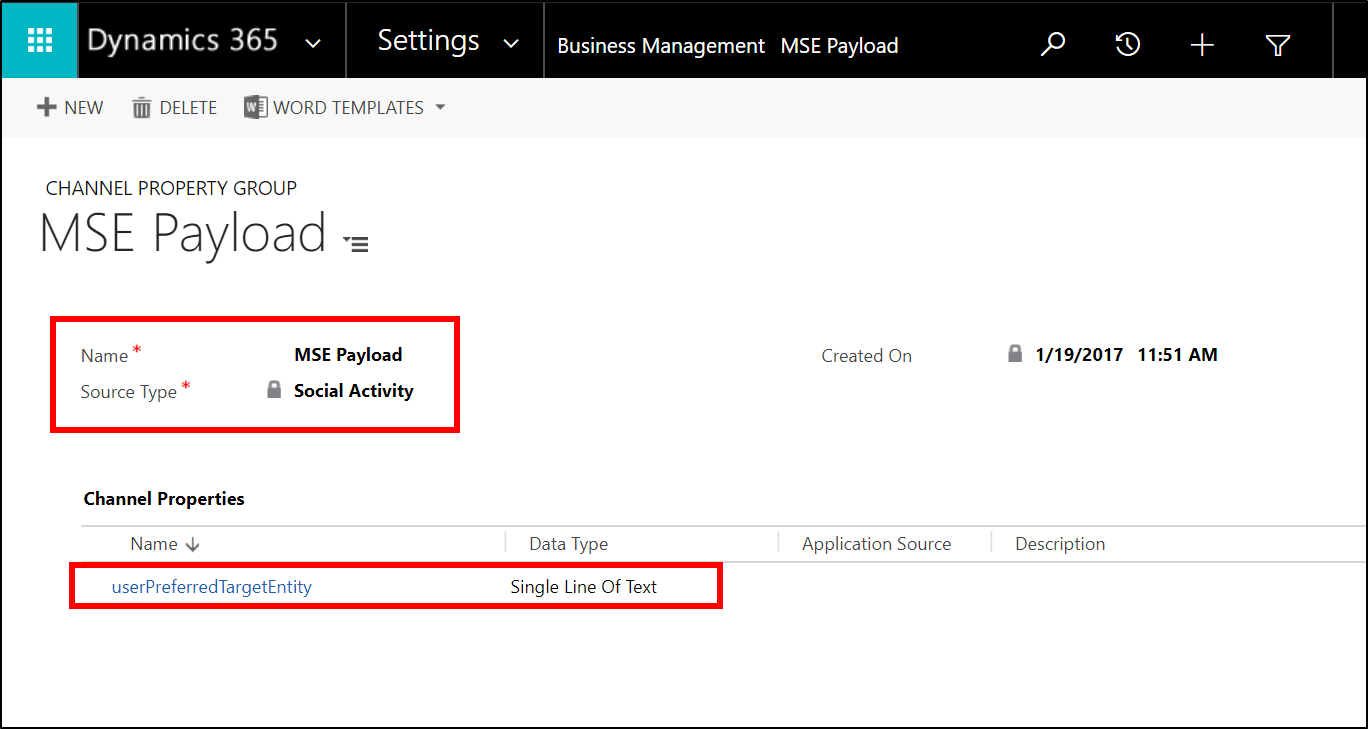 Dynamics 365 Settings Business Management MSE Payload
NEW DELETE WORD TEMPLATES
CHANNEL PROPERTY GROUP
MSE Payload
Name * MSE Payload Created On 1/19/2017 11:51 AM
Source Type * Social Activity
Channel Properties
Name Data Type Application Source Description
userPreferredTargetEntity Single Line Of Text